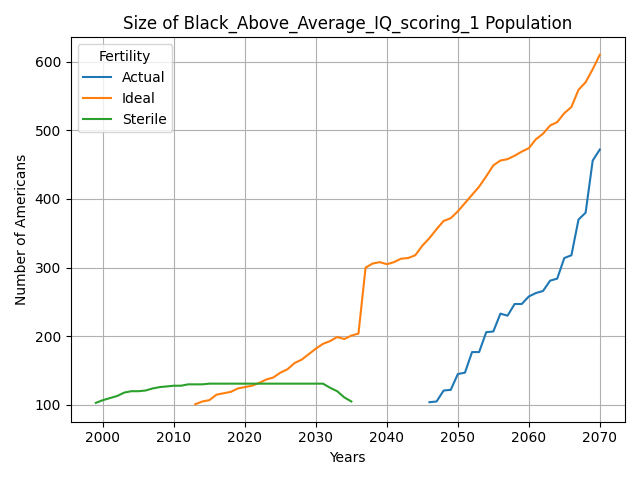 Size of Black_Above_Average_IQ_scoring_1 Population
Fertility
Actual
Ideal
Sterile
Number of Americans
600
500
400
300
200
100
2000 2010 2020 2030 2040 2050 2060 2070
Years